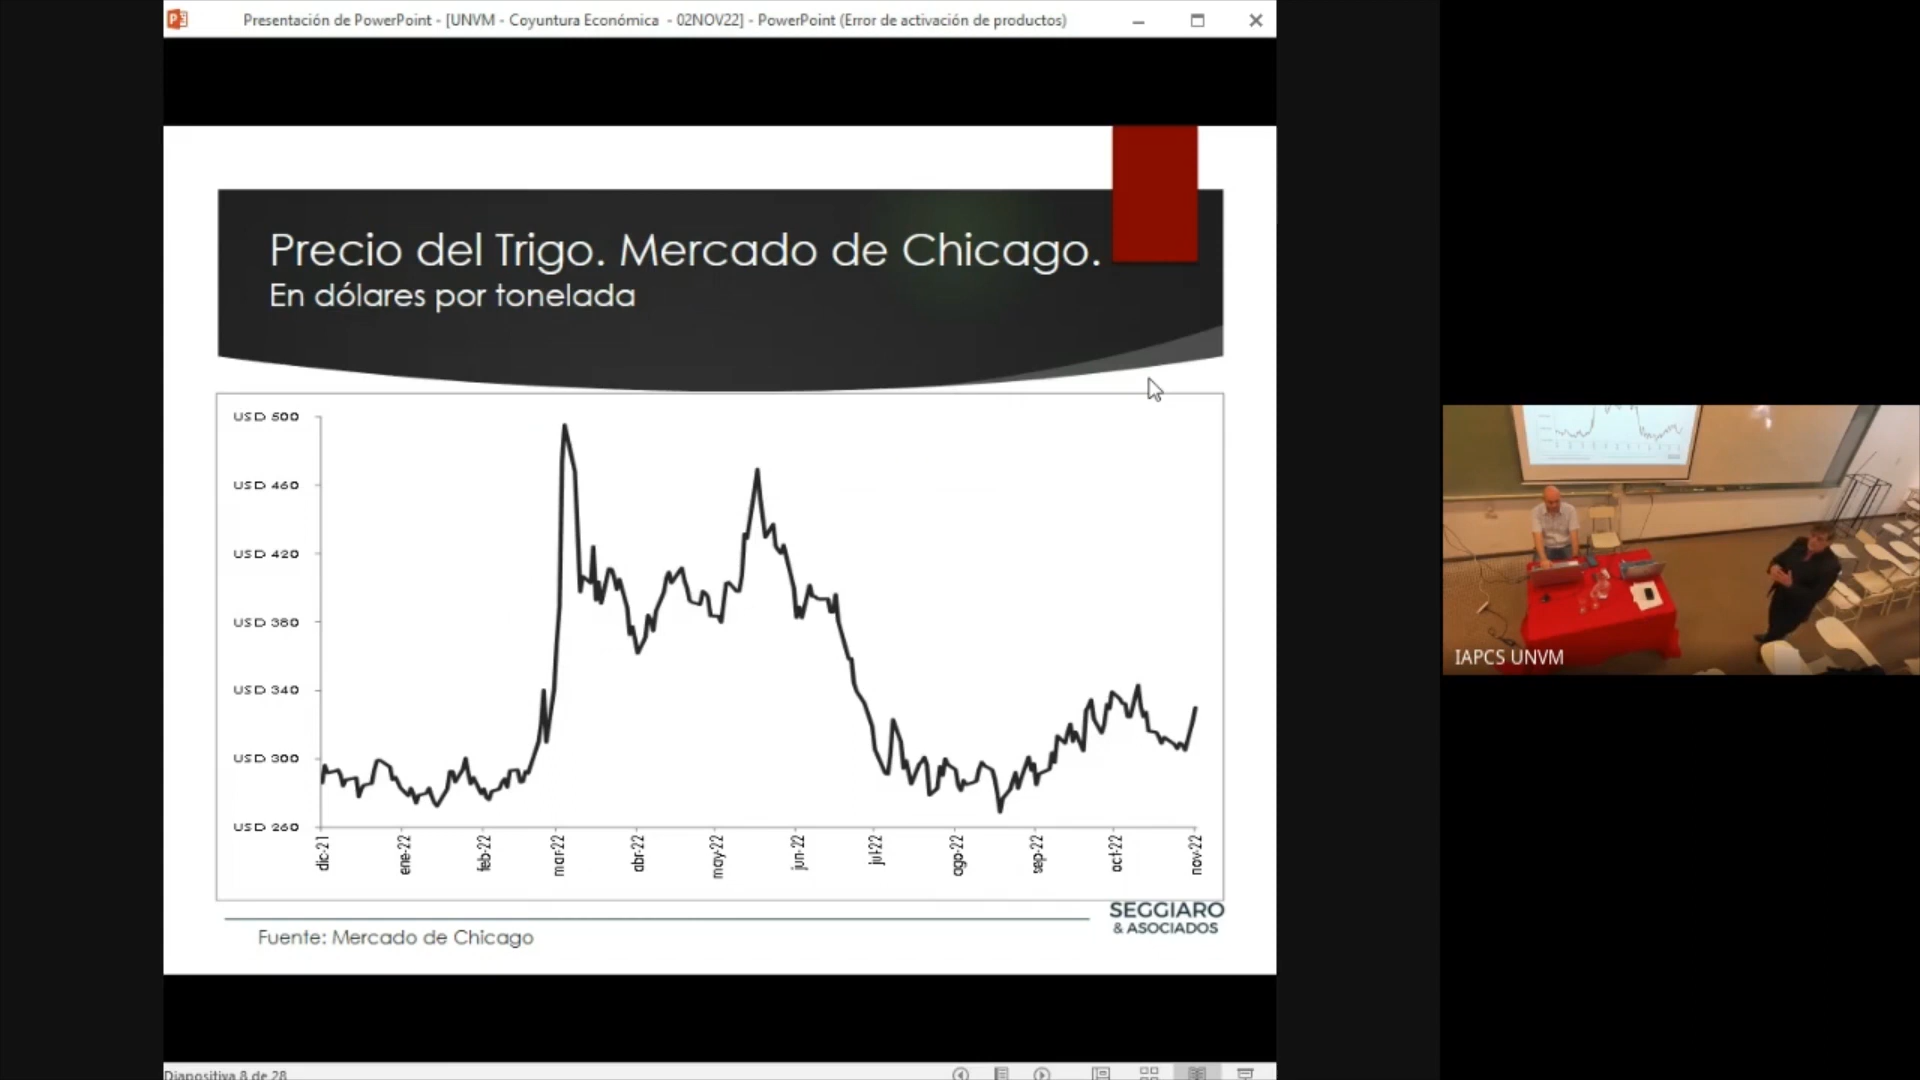 Presentación de PowerPoint - [UNVM - Coyuntura Económica - 02NOV22] - PowerPoint (Error de activación de productos)
Precio del Trigo. Mercado de Chicago.
En dólares por tonelada
USD 500
USD 460
USD 420
USD 380
USD 340
USD 300
USD 260
dic-21
ene-22
feb-22
mar-22
abr-22
may-22
jun-22
jul-22
ago-22
sep-22
oct-22
nov-22
SEGGIARO
& ASOCIADOS
Fuente: Mercado de Chicago
IAPCS UNVM
Diapositiva 8 de 28